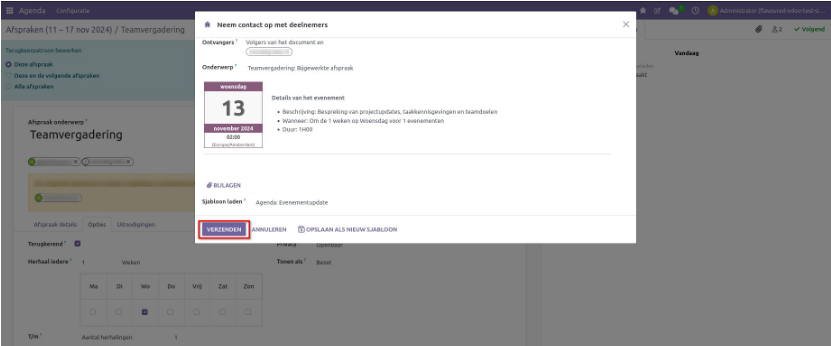 Agenda Configuratie
Afspraken (11 – 17 nov 2024) / Teamvergadering
Terugkeerpatroon bewerken
Deze afspraak
Deze en de volgende afspraken
Alle afspraken
Afspraak onderwerp ?
Teamvergadering
Afspraak details Opties Uitnodigingen
Terugkerend ?
Herhaal iedere ? 1 Weken
Ma Di Wo Do Vrij Zat Zon
T/m ? Aantal herhalingen 1
Neem contact op met deelnemers
Ontvangers ? Volgers van het document en
Onderwerp ? Teamvergadering: Bijgewerkte afspraak
woensdag
13
november 2024
02:00
(Europe/Amsterdam)
Details van het evenement
Beschrijving: Bespreking van projectupdates, taakkennisgevingen en teamdoelen
Wanneer: Om de 1 weken op Woensdag voor 1 evenementen
Duur: 1H00
BIJLAGEN
Sjabloon laden ? Agenda: Evenementupdate
VERZENDEN ANNULEREN OPSLAAN ALS NIEUW SJABLOON
Privacy Openbaar
Tonen als ? Bezet
Administrator
2 Volgend
Vandaag